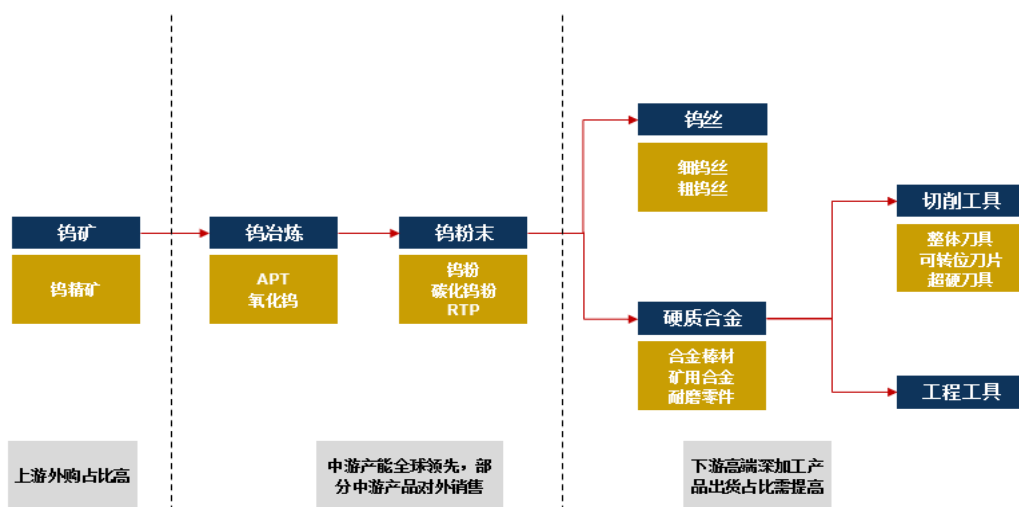 钨矿
钨精矿
上游外购占比高
钨冶炼
APT
氧化钨
钨粉末
钨粉
碳化钨粉
RTP
中游产能全球领先，部
分中游产品对外销售
钨丝
细钨丝
粗钨丝
硬质合金
合金棒材
矿用合金
耐磨零件
切削工具
整体刀具
可转位刀片
超硬刀具
工程工具
下游高端深加工产
品出货占比需提高